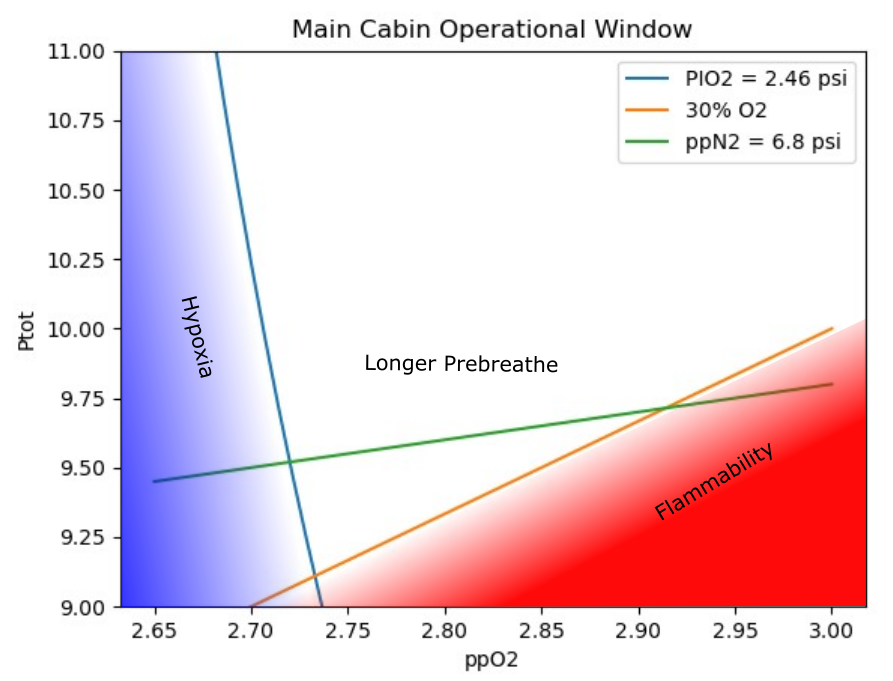 Main Cabin Operational Window
PIO2 = 2.46 psi
30% O2
ppN2 = 6.8 psi
11.00
10.75
10.50
10.25
10.00
9.75
9.50
9.25
9.00
Ptot
Hypoxia
Longer Prebreathe
Flammability
2.65 2.70 2.75 2.80 2.85 2.90 2.95 3.00
ppO2